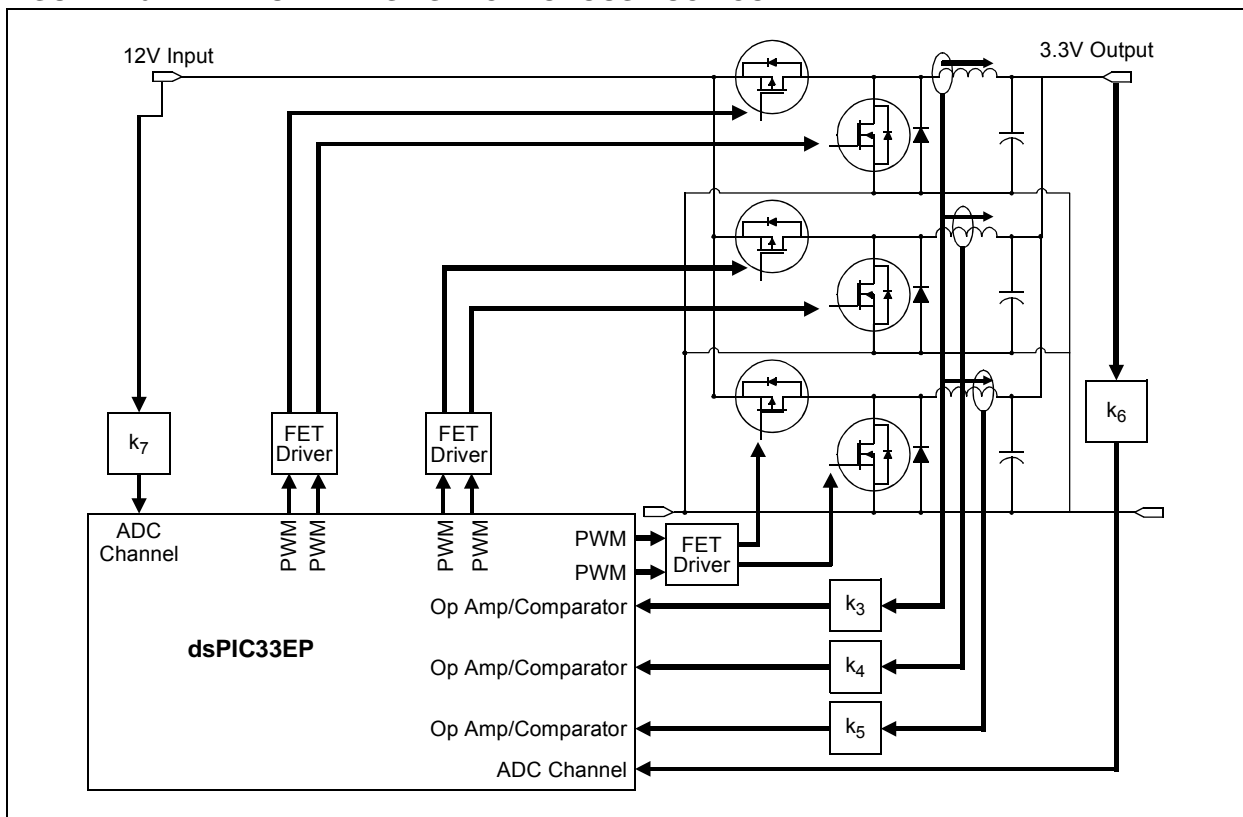 12V Input
3.3V Output
k7
FET
Driver
FET
Driver
k6
ADC
Channel
PWM
PWM
PWM
PWM
PWM
PWM
FET
Driver
Op Amp/Comparator
k3
dsPIC33EP
Op Amp/Comparator
k4
Op Amp/Comparator
k5
ADC Channel